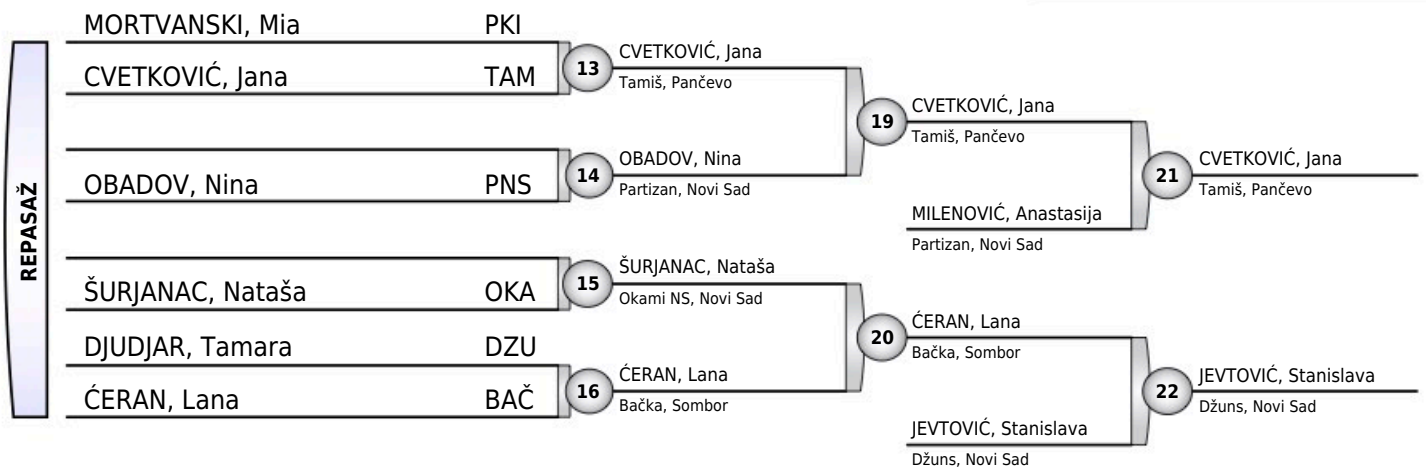 REPASAŽ
MORTVANSKI, Mia PKI
CVETKOVIĆ, Jana TAM
OBADOV, Nina PNS
ŠURJANAC, Nataša OKA
DJUDJAR, Tamara DZU
ĆERAN, Lana BAČ
13
CVETKOVIĆ, Jana
Tamiš, Pančevo
14
OBADOV, Nina
Partizan, Novi Sad
15
ŠURJANAC, Nataša
Okami NS, Novi Sad
16
ĆERAN, Lana
Bačka, Sombor
19
CVETKOVIĆ, Jana
Tamiš, Pančevo
MILENOVIĆ, Anastasija
Partizan, Novi Sad
20
ĆERAN, Lana
Bačka, Sombor
JEVTOVIĆ, Stanislava
Džuns, Novi Sad
21
CVETKOVIĆ, Jana
Tamiš, Pančevo
22
JEVTOVIĆ, Stanislava
Džuns, Novi Sad